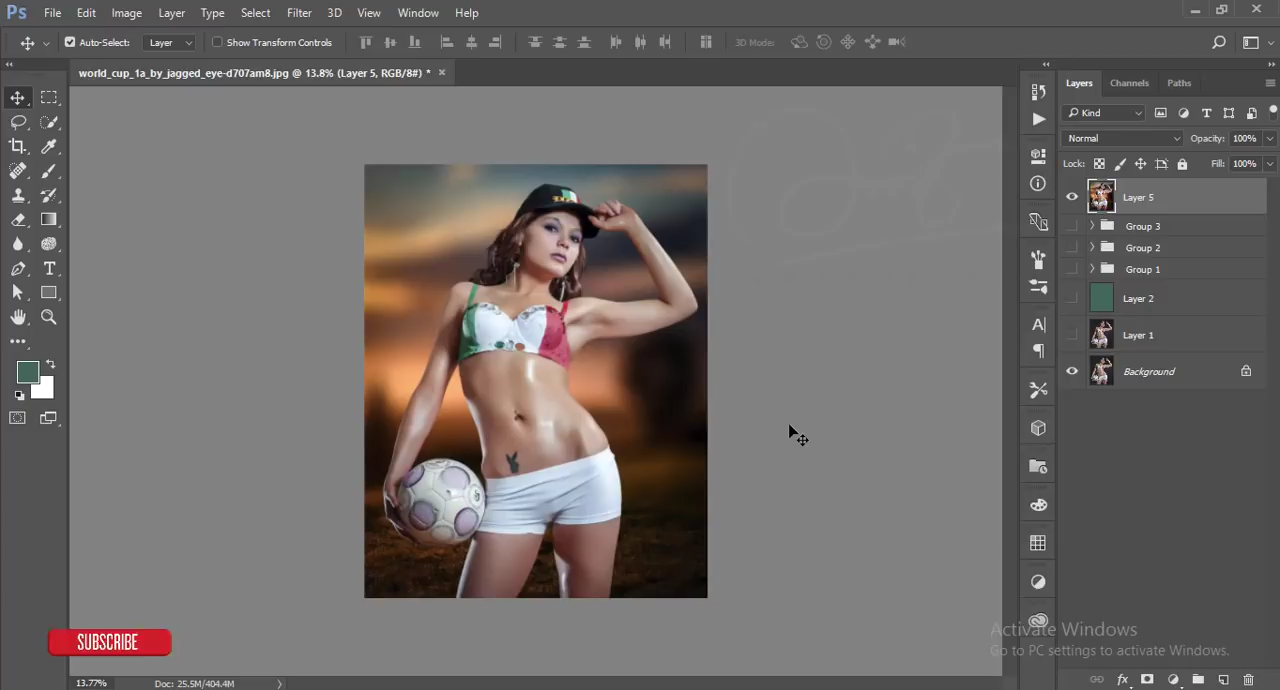 Ps File Edit Image Layer Type Select Filter 3D View Window Help
Auto-Select: Layer Show Transform Controls 3D Mode:
world_cup_1a_by_jagged_eye-d707am8.jpg @ 13.8% (Layer 5, RGB/8#) *
Layers Channels Paths
Kind
Normal Opacity: 100%
Lock: Fill: 100%
Layer 5
Group 3
Group 2
Group 1
Layer 2
Layer 1
Background
SUBSCRIBE
Activate Windows
Go to PC settings to activate Windows.
13.77% Doc: 25.5M/404.4M